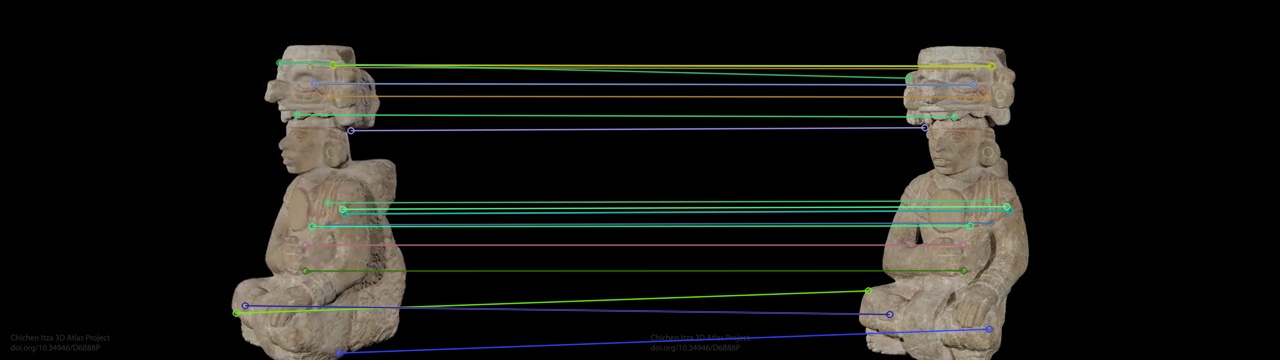 Chichen Itza 3D Atlas Project
doi.org/10.34946/D6B88P
Chichen Itza 3D Atlas Project
doi.org/10.34946/D6B88P